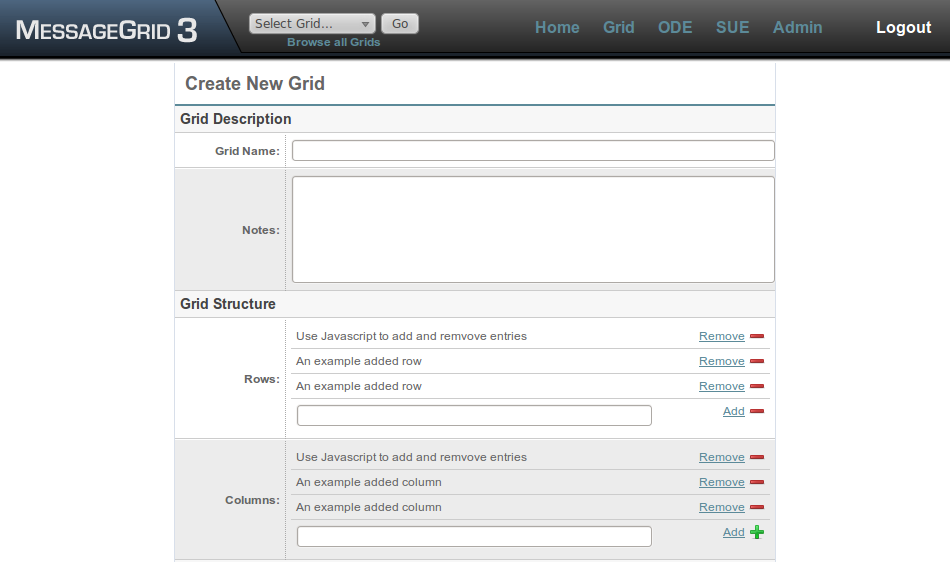 MESSAGEGRID 3
Select Grid... Go
Browse all Grids
Home Grid ODE SUE Admin Logout
Create New Grid
Grid Description
Grid Name:
Notes:
Grid Structure
Rows:
Use Javascript to add and remvove entries Remove
An example added row Remove
An example added row Remove
Add
Columns:
Use Javascript to add and remvove entries Remove
An example added column Remove
An example added column Remove
Add